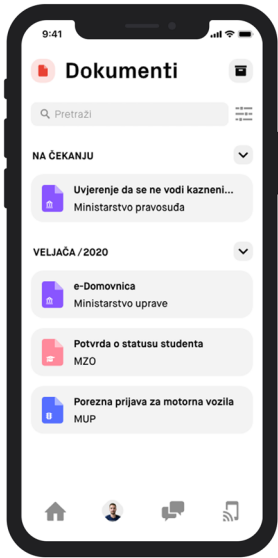 9:41
Dokumenti
Pretraži
NA ČEKANJU
Uvjerenje da se ne vodi kazneni...
Ministarstvo pravosuđa
VELJAČA / 2020
e-Domovnica
Ministarstvo uprave
Potvrda o statusu studenta
MZO
Porezna prijava za motorna vozila
MUP